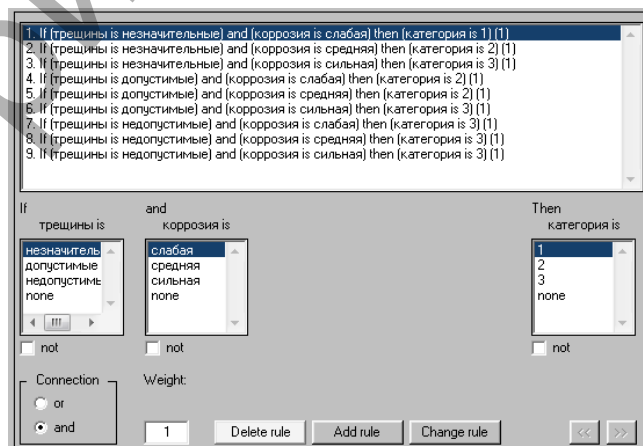 1. If (трещины is незначительные) and (коррозия is слабая) then (категория is 1) (1)
2. If (трещины is незначительные) and (коррозия is средняя) then (категория is 2) (1)
3. If (трещины is незначительные) and (коррозия is сильная) then (категория is 3) (1)
4. If (трещины is допустимые) and (коррозия is слабая) then (категория is 2) (1)
5. If (трещины is допустимые) and (коррозия is средняя) then (категория is 2) (1)
6. If (трещины is допустимые) and (коррозия is сильная) then (категория is 3) (1)
7. If (трещины is недопустимые) and (коррозия is слабая) then (категория is 3) (1)
8. If (трещины is недопустимые) and (коррозия is средняя) then (категория is 3) (1)
9. If (трещины is недопустимые) and (коррозия is сильная) then (категория is 3) (1)
If and Then
трещины is коррозия is категория is
незначитель слабая 1
допустимые средняя 2
недопустимь сильная 3
none none none
not not not
Connection Weight:
or
and 1 Delete rule Add rule Change rule << >>